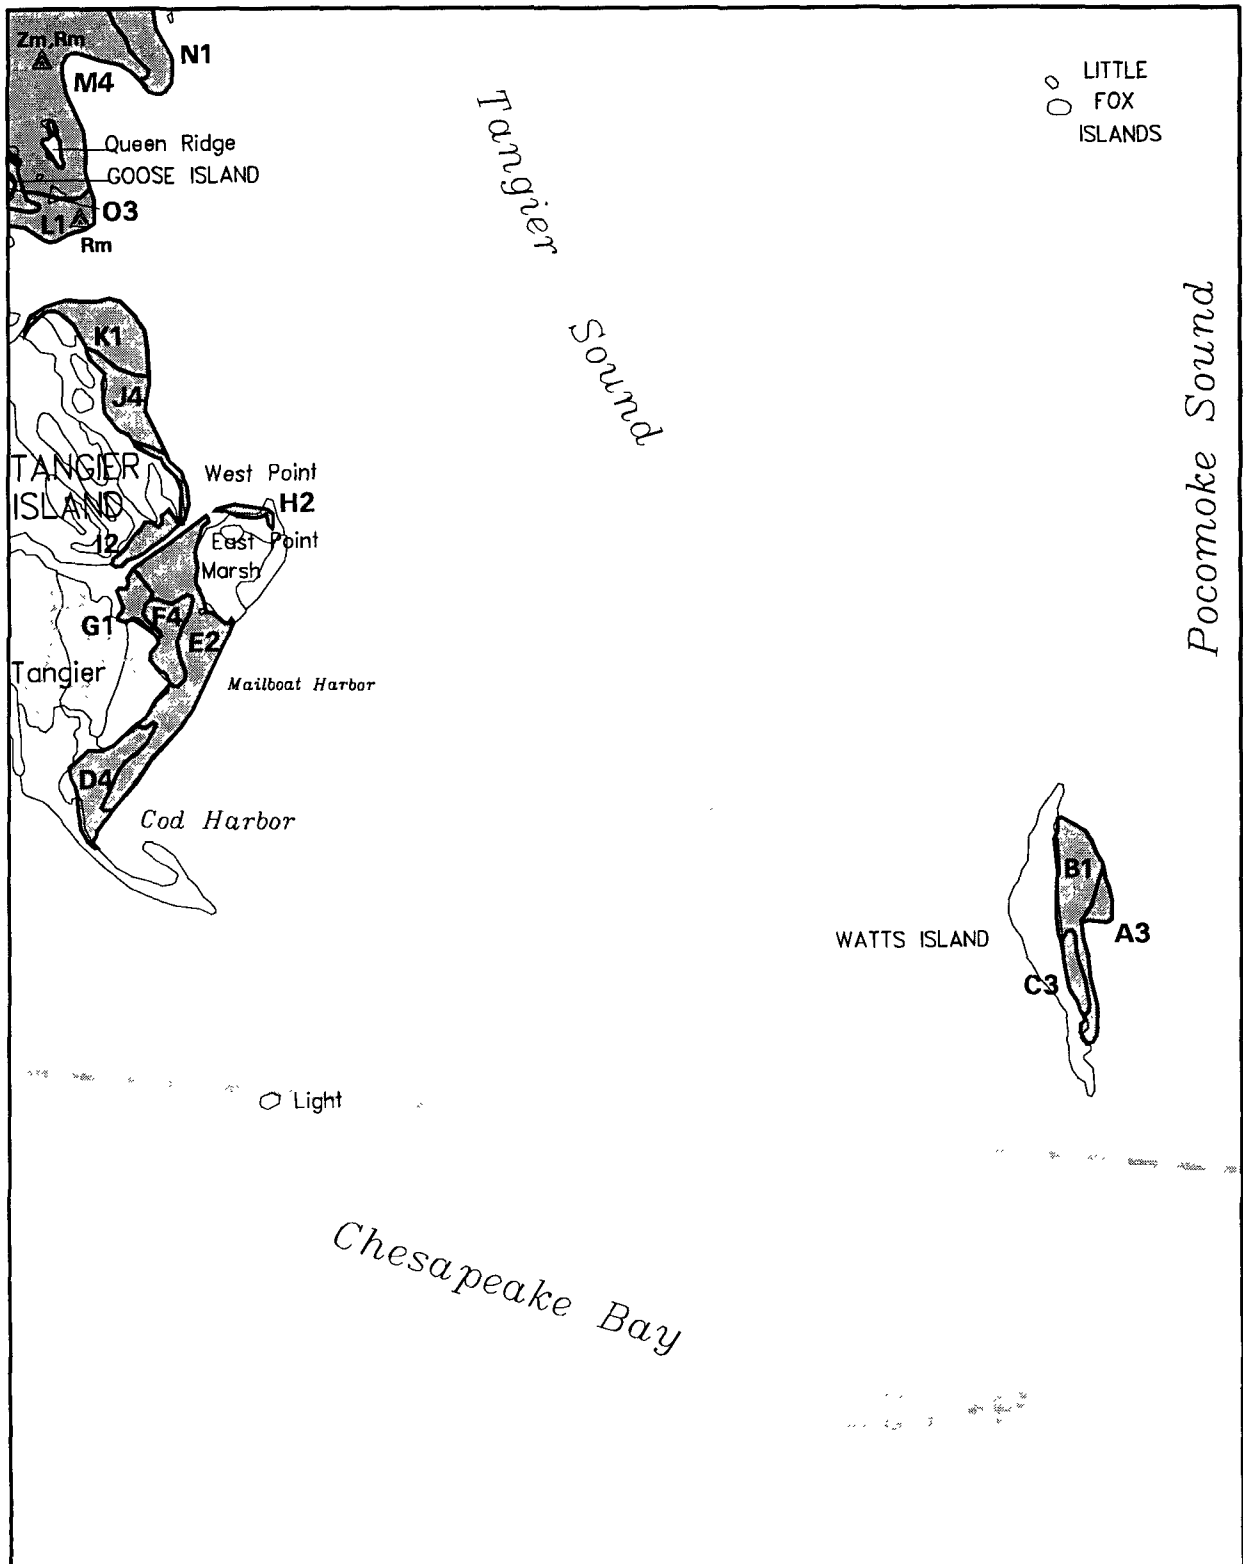 Zm,Rm
N1
M4
LITTLE
FOX
ISLANDS
Queen Ridge
GOOSE ISLAND
O3
L1
Rm
Tangier
Sound
Pocomoke Sound
K1
J4
TANGIER
ISLAND
West Point
H2
I2
East Point
Marsh
G1
F4
E2
Tangier
Mailboat Harbor
D4
Cod Harbor
B1
A3
WATTS ISLAND
C3
Light
Chesapeake Bay